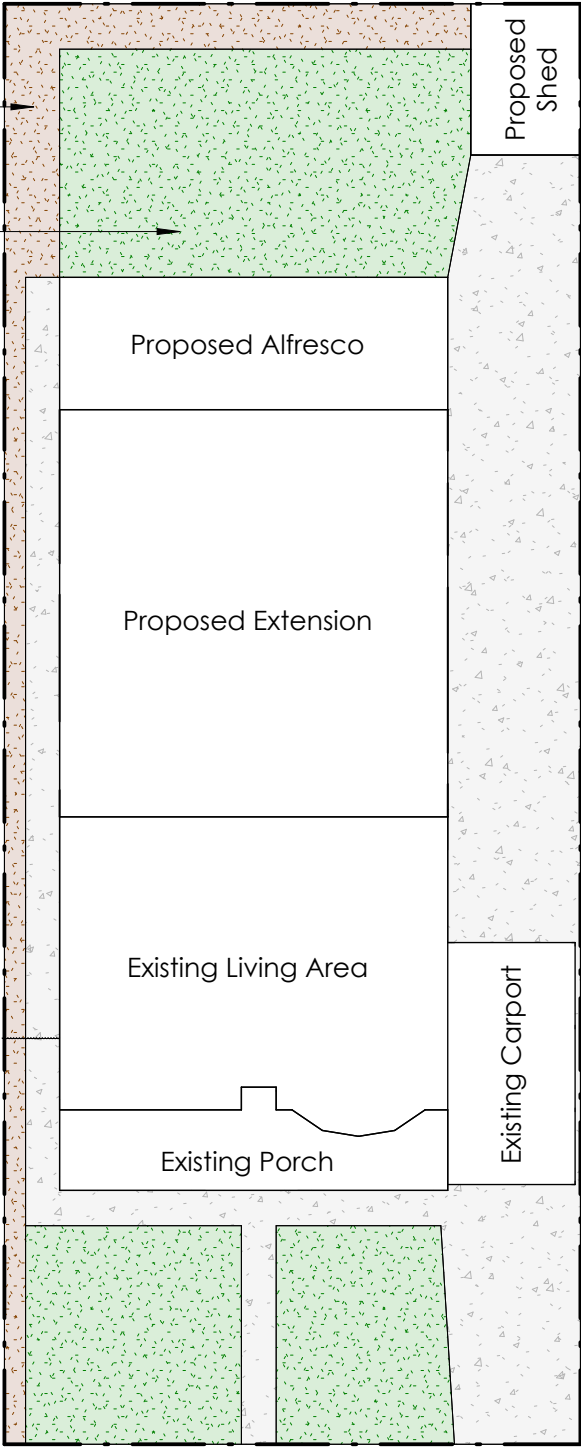 Proposed
Shed
Proposed Alfresco
Proposed Extension
Existing Living Area
Existing Carport
Existing Porch